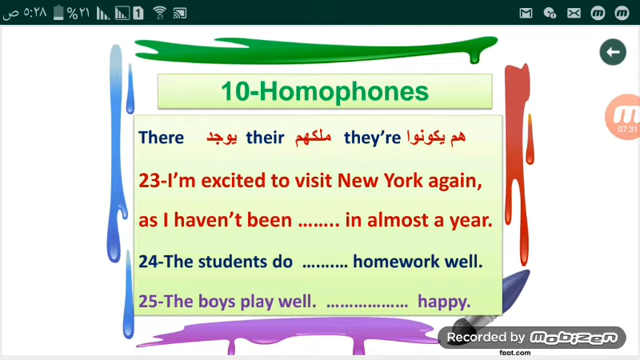 ص ٥:٢٨ %٢١
10-Homophones
There يوجد their ملكهم they're هم يكونوا
23-I'm excited to visit New York again,
as I haven't been …….. in almost a year.
24-The students do ………. homework well.
25-The boys play well. ……………… happy.
07:31
Recorded by Mobizen
foot.com